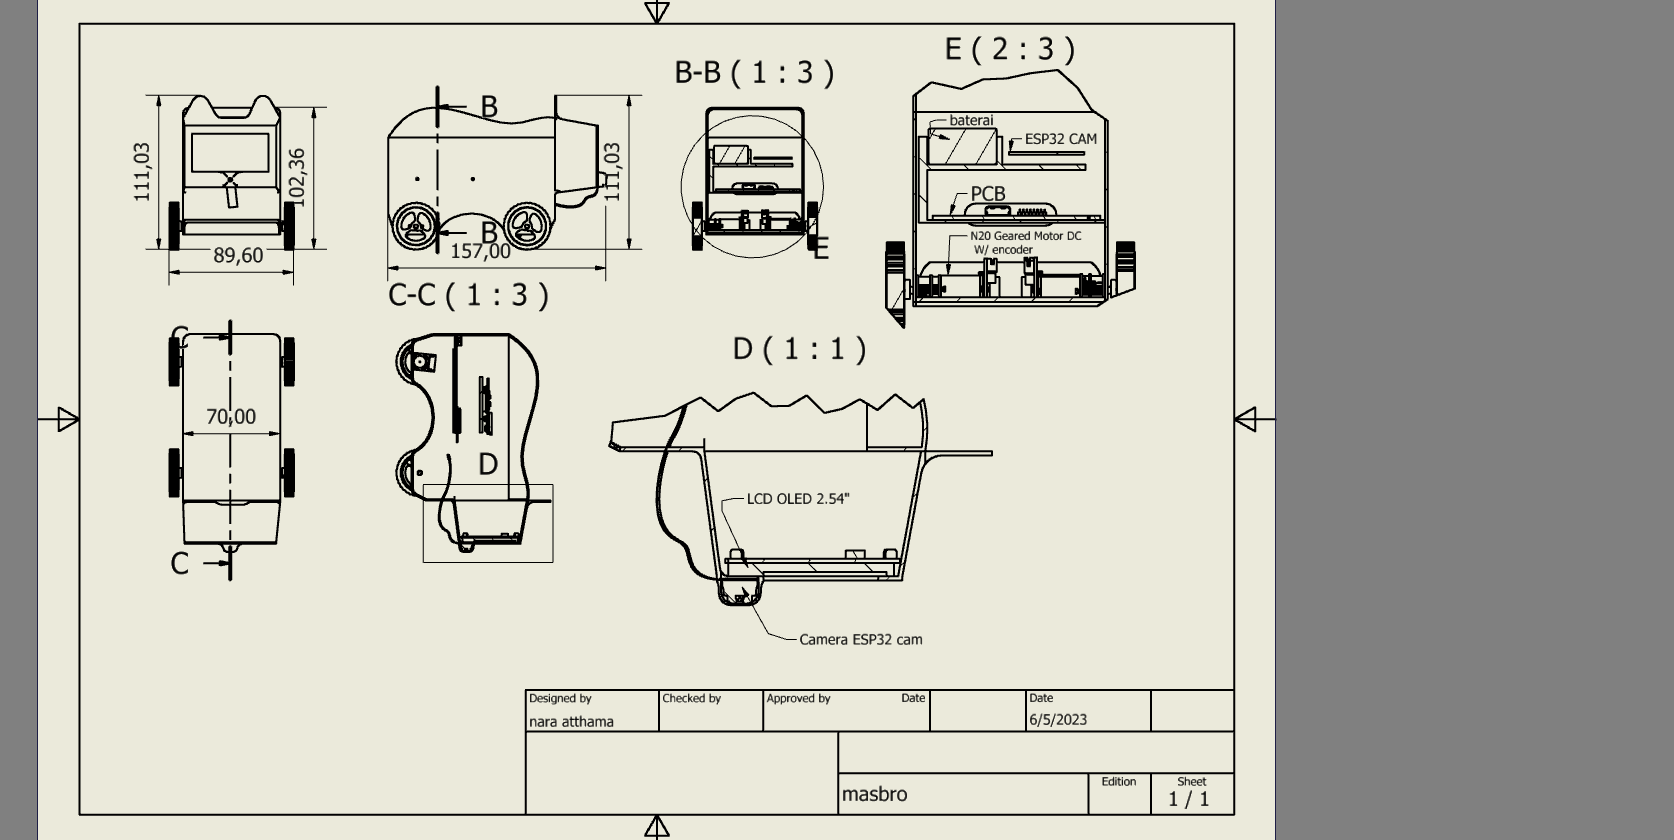 E ( 2 : 3 )
B-B ( 1 : 3 )
B
B
111,03
102,36
89,60
111,03
157,00
E
baterai
ESP32 CAM
PCB
N20 Geared Motor DC
W/ encoder
C-C ( 1 : 3 )
D ( 1 : 1 )
C
70,00
C
D
LCD OLED 2.54"
Camera ESP32 cam
Designed by
Checked by
Approved by
Date
Date
nara atthama
6/5/2023
masbro
Edition
Sheet
1 / 1